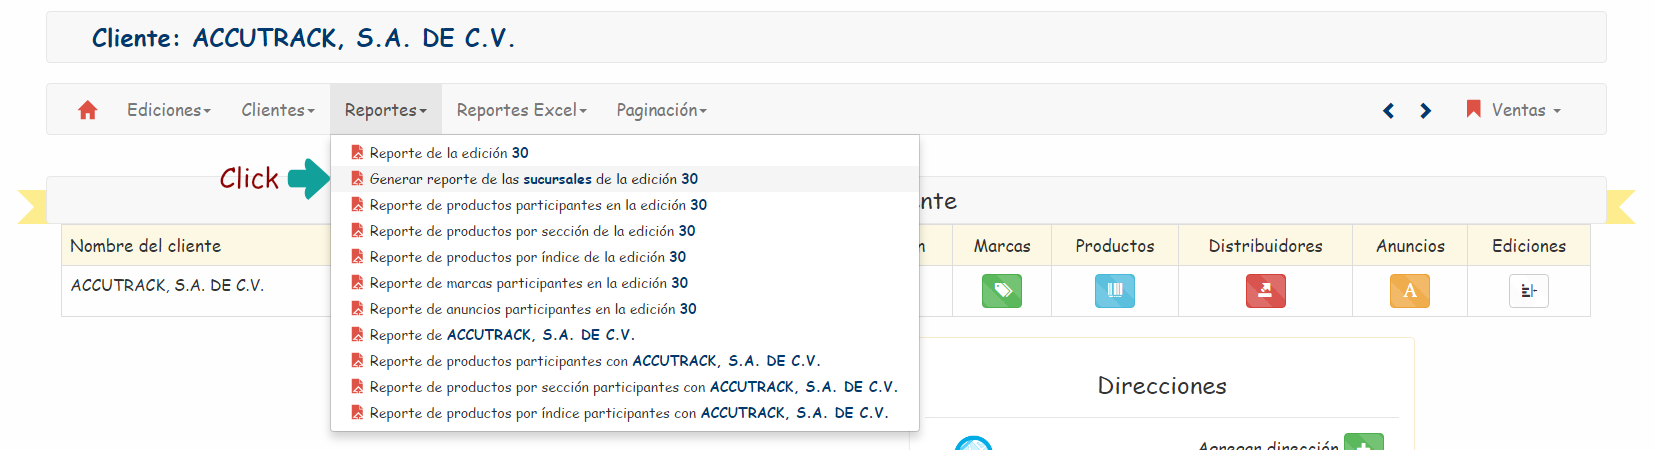 Cliente: ACCUTRACK, S.A. DE C.V.
Ediciones Clientes Reportes Reportes Excel Paginación Ventas
Reporte de la edición 30
Click
Generar reporte de las sucursales de la edición 30
Reporte de productos participantes en la edición 30
Reporte de productos por sección de la edición 30
Reporte de productos por índice de la edición 30
Reporte de marcas participantes en la edición 30
Reporte de anuncios participantes en la edición 30
Reporte de ACCUTRACK, S.A. DE C.V.
Reporte de productos participantes con ACCUTRACK, S.A. DE C.V.
Reporte de productos por sección participantes con ACCUTRACK, S.A. DE C.V.
Reporte de productos por índice participantes con ACCUTRACK, S.A. DE C.V.
nte
Nombre del cliente n Marcas Productos Distribuidores Anuncios Ediciones
ACCUTRACK, S.A. DE C.V. A
Direcciones
Agregar dirección